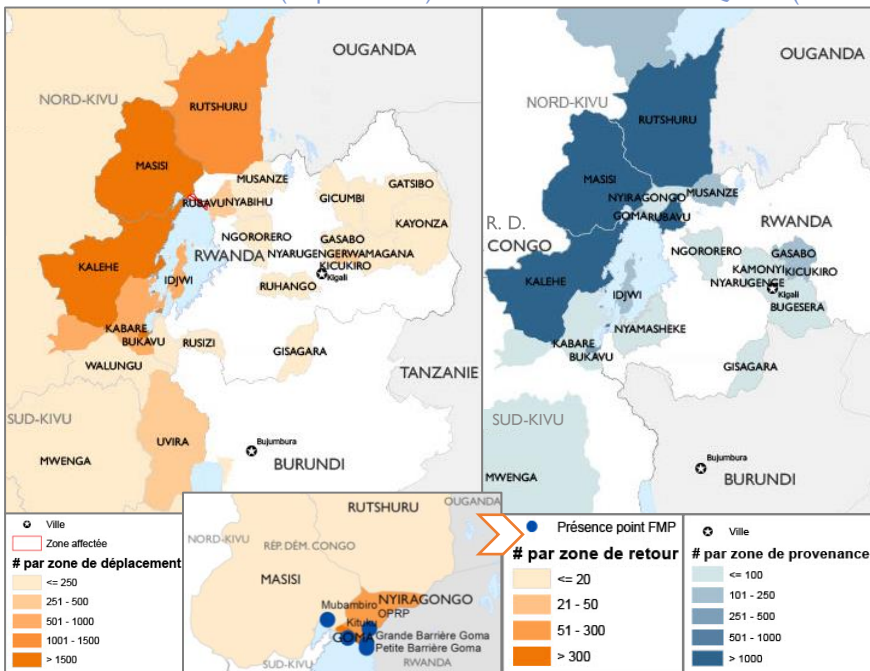 OUGANDA
NORD-KIVU
RUTSHURU
MASISI
MUSANZE
RUBAVU
NYABIHU
GICUMBI
GATSIBO
KAYONZA
NGORORERO
GASABO
RWANDA
NYARUGENGE
RWAMAGANA
KICUKIRO
Kigali
KALEHE
IDJWI
RUHANGO
KABARE
BUKAVU
RUSIZI
WALUNGU
GISAGARA
TANZANIE
SUD-KIVU
UVIRA
Bujumbura
MWENGA
BURUNDI
OUGANDA
NORD-KIVU
RUTSHURU
MASISI
NYIRAGONGO
MUSANZE
GOMA
RUBAVU
R. D.
CONGO
RWANDA
NGORORERO
GASABO
KAMONYI
KICUKIRO
NYARUGENGE
Kigali
KALEHE
IDJWI
BUGESERA
NYAMASHEKE
KABARE
BUKAVU
GISAGARA
SUD-KIVU
Bujumbura
MWENGA
BURUNDI
Ville
Zone affectée
# par zone de déplacement
<= 250
251 - 500
501 - 1000
1001 - 1500
> 1500
OUGANDA
RUTSHURU
NORD-KIVU
RÉP. DÉM. CONGO
MASISI
NYIRAGONGO
Mubambiro
OPRP
Kituku
GOMA
Grande Barrière Goma
Petite Barrière Goma
SUD-KIVU
RWANDA
Présence point FMP
# par zone de retour
<= 20
21 - 50
51 - 300
> 300
Ville
# par zone de provenance
<= 100
101 - 250
251 - 500
501 - 1000
> 1000